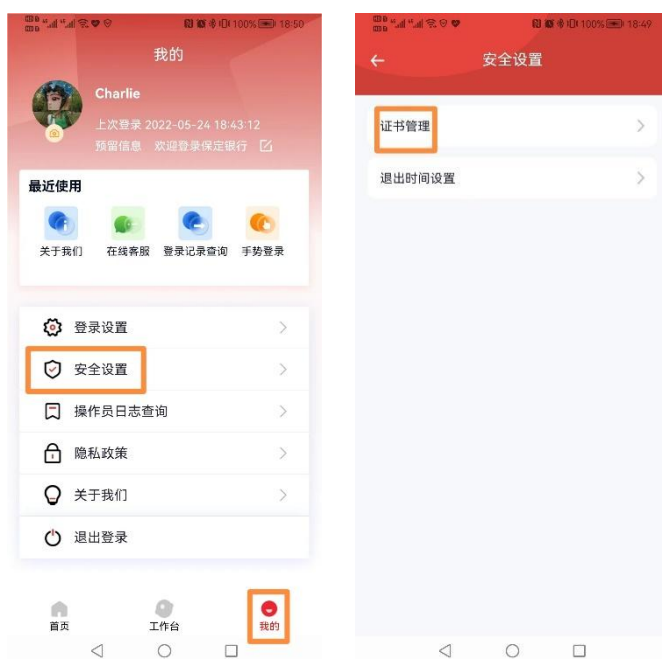 100% 18:50
我的
Charlie
上次登录 2022-05-24 18:43:12
预留信息 欢迎登录保定银行
最近使用
关于我们 在线客服 登录记录查询 手势登录
登录设置
安全设置
操作员日志查询
隐私政策
关于我们
退出登录
首页 工作台 我的
100% 18:49
安全设置
证书管理
退出时间设置